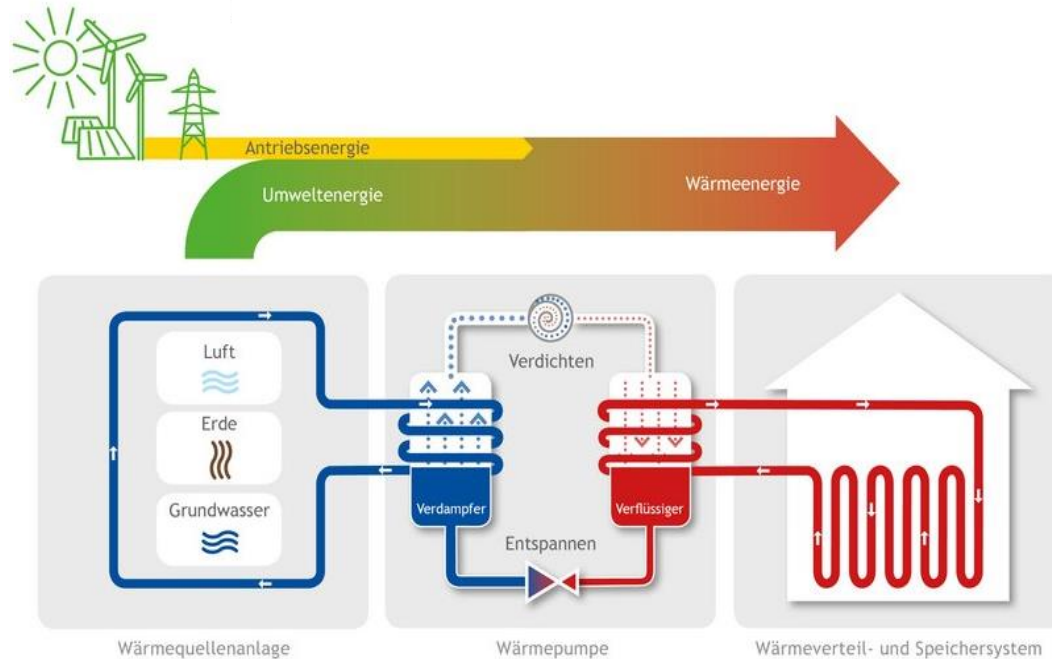 Antriebsenergie
Umweltenergie
Wärmeenergie
Luft
Erde
Grundwasser
Verdichten
Verdampfer
Verflüssiger
Entspannen
Wärmequellenanlage
Wärmepumpe
Wärmeverteil- und Speichersystem